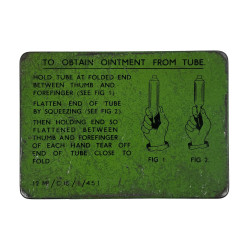 TO OBTAIN OINTMENT FROM TUBE
HOLD TUBE AT FOLDED END
BETWEEN THUMB AND
FOREFINGER (SEE FIG 1)
FLATTEN END OF TUBE
BY SQUEEZING (SEE FIG 2)
THEN HOLDING END SO
FLATTENED BETWEEN
THUMB AND FOREFINGER
OF EACH HAND TEAR OFF
END OF TUBE CLOSE TO
FOLD.
FIG 1
FIG 2.